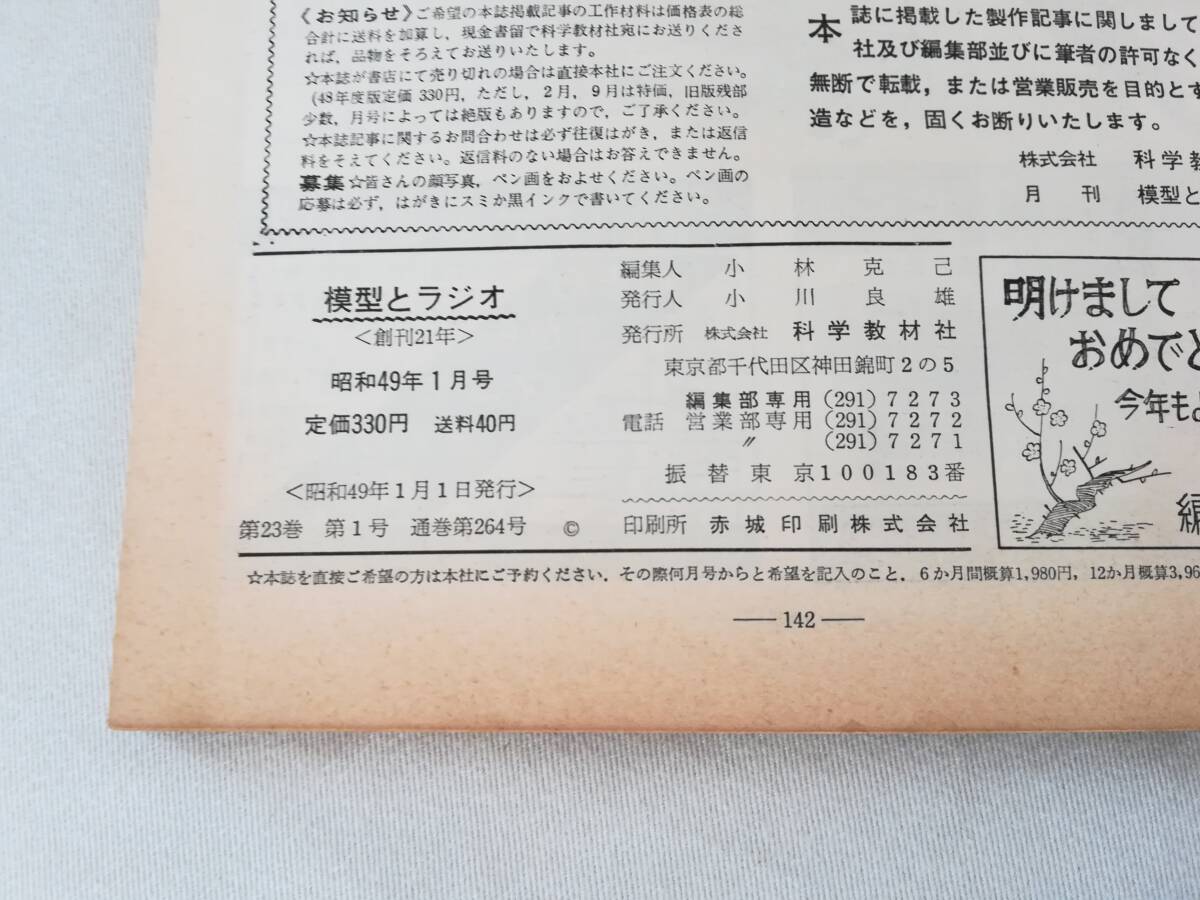 《お知らせ》ご希望の本誌掲載記事の工作材料は価格表の総
合計に送料を加算し，現金書留で科学教材社宛にお送りくださ
れば，品物をそろえてお送りいたします。
☆本誌が書店にて売り切れの場合は直接本社にご注文ください。
(48年度版定価 330円，ただし，2月，9月は特価，旧版残部
少数，月号によっては絶版もありますので，ご了承ください。
☆本誌記事に関するお問合わせは必ず往復はがき，または返信
料をそえてください。返信料のない場合はお答えできません。
募集☆皆さんの顔写真，ペン画をおよせください。ペン画の
応募は必ず，はがきにスミか黒インクで書いてください。
本誌に掲載した製作記事に関しまして
社及び編集部並びに筆者の許可なく
無断で転載，または営業販売を目的とす
造などを，固くお断りいたします。
株式会社 科学教
月刊 模型と
模型とラジオ
＜創刊21年＞
昭和49年1月号
定価330円 送料40円
＜昭和49年1月1日発行＞
第23巻 第1号 通巻第264号 ©
編集人 小林克己
発行人 小川良雄
発行所 株式会社 科学教材社
東京都千代田区神田錦町2の5
編集部専用 (291) 7273
電話 営業部専用 (291) 7272
〃 (291) 7271
振替東京100183番
印刷所 赤城印刷株式会社
明けまして
おめでと
今年もよ
編
☆本誌を直接ご希望の方は本社にご予約ください．その際何月号からと希望を記入のこと．6か月間概算1,980円，12か月概算3,96
—142—